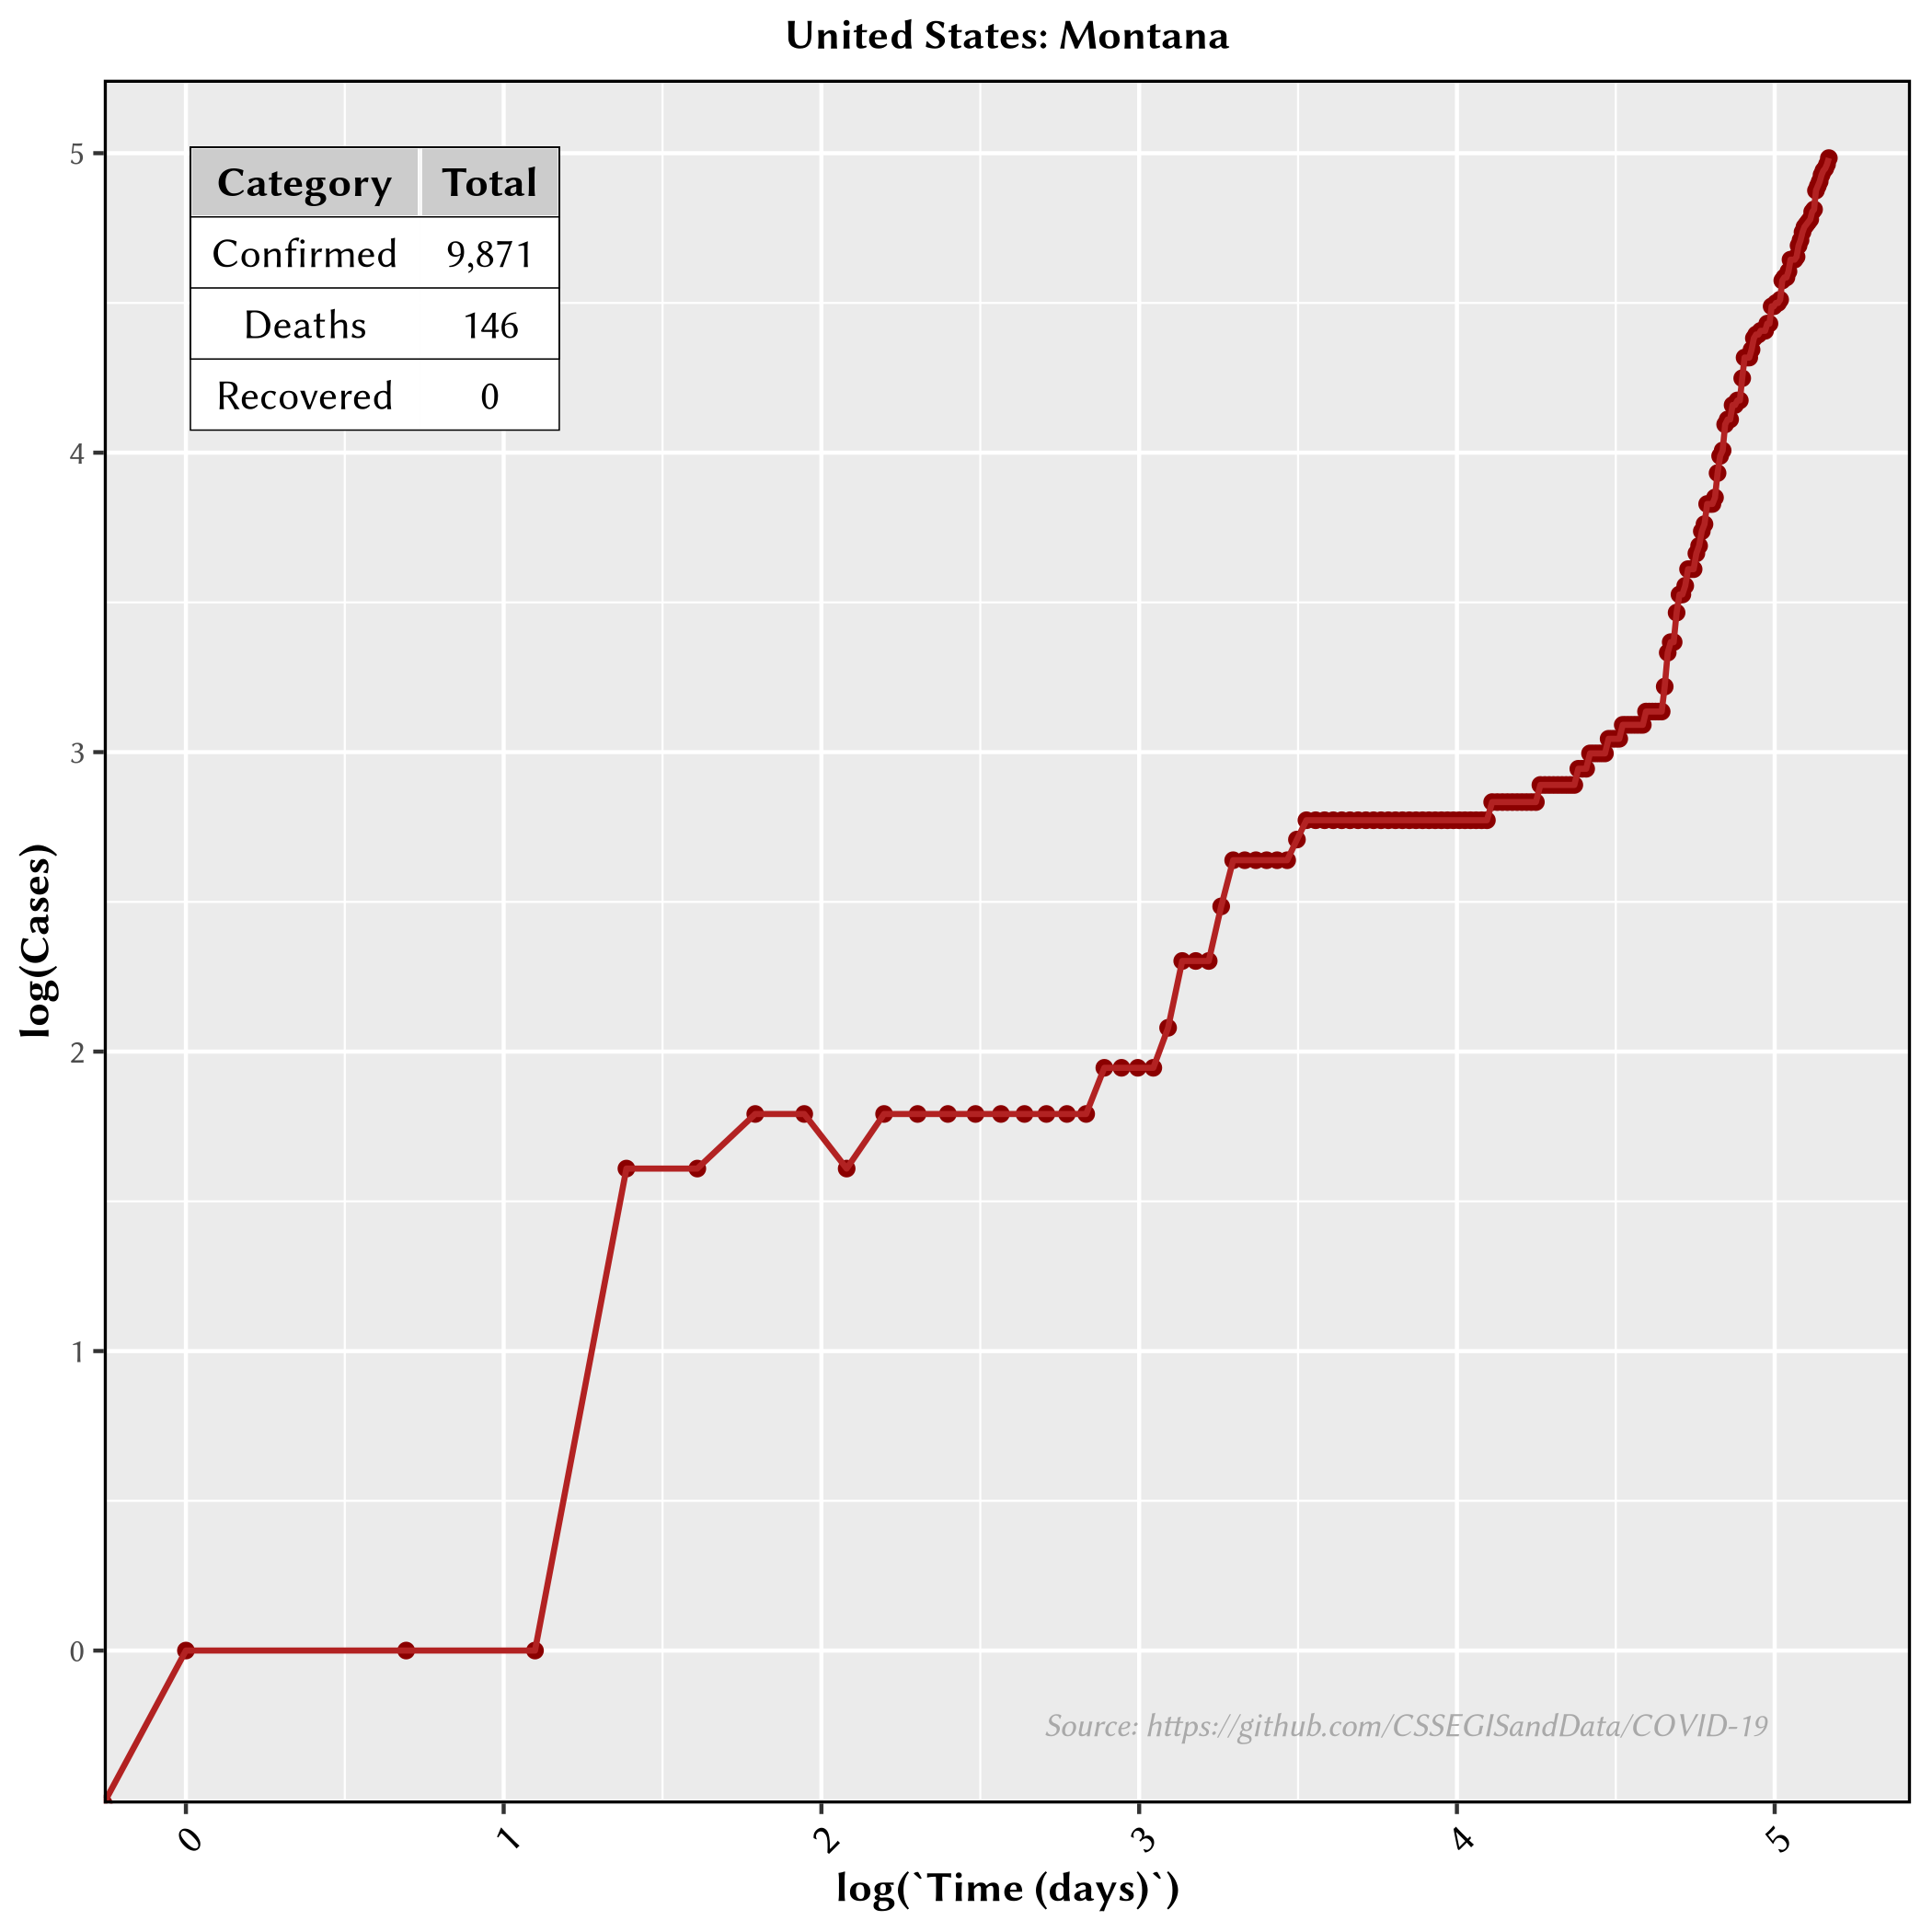 United States: Montana
5
4
3
2
1
0
Category Total
Confirmed 9,871
Deaths 146
Recovered 0
log(Cases)
Source: https://github.com/CSSEGISandData/COVID-19
0 1 2 3 4 5
log(`Time (days)`)